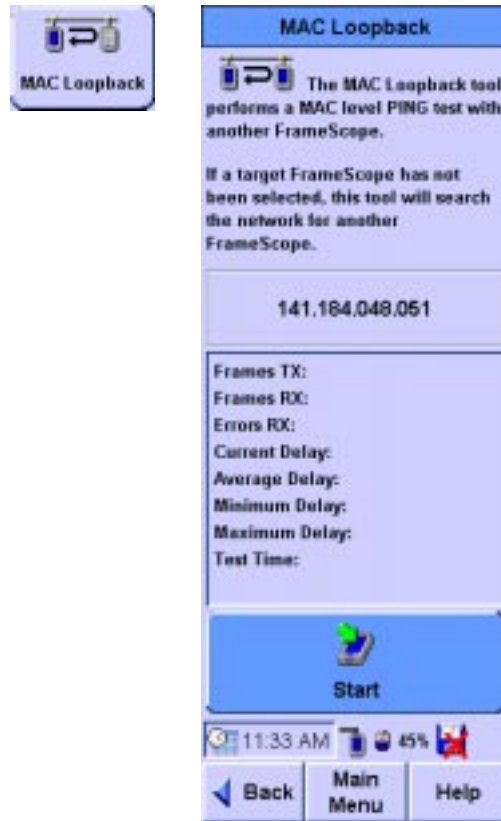 MAC Loopback
MAC Loopback
The MAC Loopback tool
performs a MAC level PING test with
another FrameScope.
If a target FrameScope has not
been selected, this tool will search
the network for another
FrameScope.
141.184.048.051
Frames TX:
Frames RX:
Errors RX:
Current Delay:
Average Delay:
Minimum Delay:
Maximum Delay:
Test Time:
Start
11:33 AM 45%
Back
Main
Menu
Help